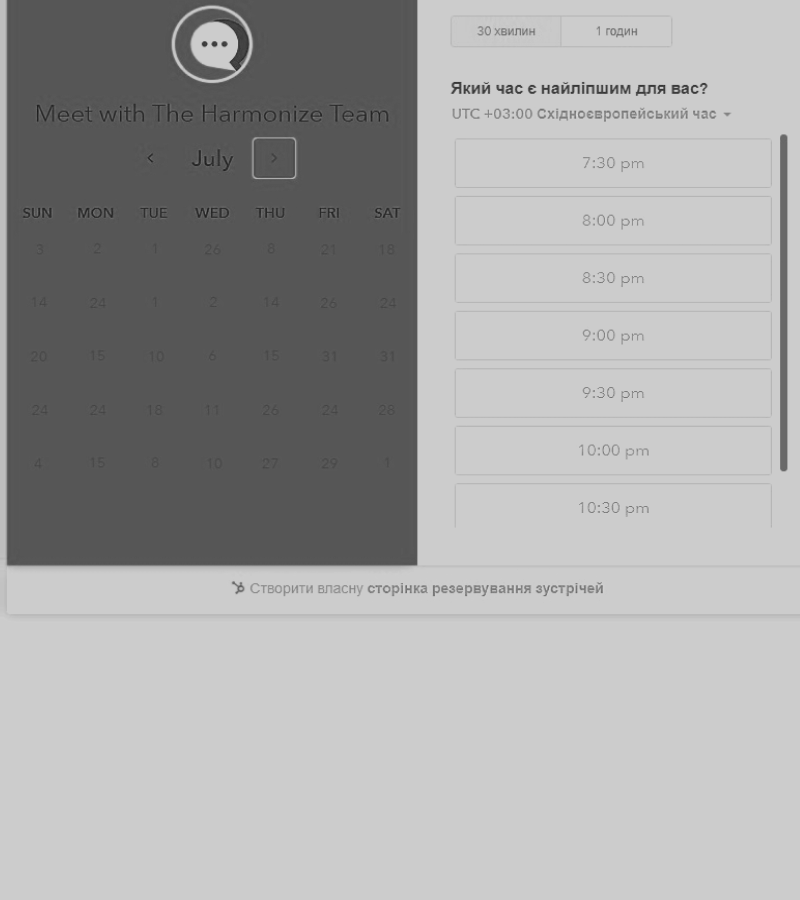 30 хвилин 1 годин
Meet with The Harmonize Team
July
SUN MON TUE WED THU FRI SAT
3 2 1 26 8 21 18
14 24 1 2 14 26 24
20 15 10 6 15 31 31
24 24 18 11 26 24 28
4 15 8 10 27 29 1
Який час є найліпшим для вас?
UTC +03:00 Східноєвропейський час
7:30 pm
8:00 pm
8:30 pm
9:00 pm
9:30 pm
10:00 pm
10:30 pm
Створити власну сторінка резервування зустрічей